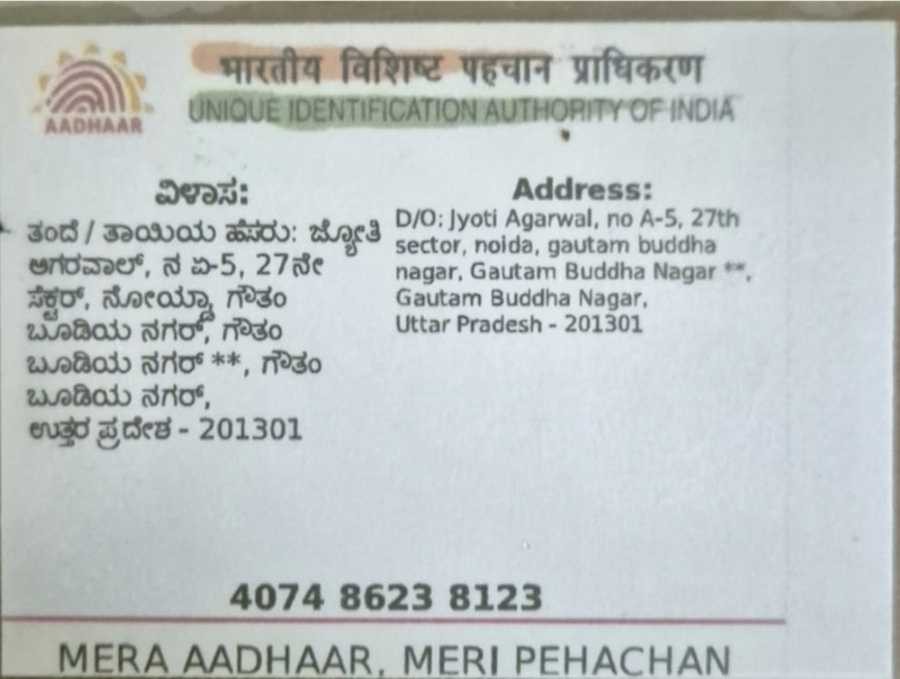 भारतीय विशिष्ट पहचान प्राधिकरण
UNIQUE IDENTIFICATION AUTHORITY OF INDIA
AADHAAR
ವಿಳಾಸ:
ತಂದೆ / ತಾಯಿಯ ಹೆಸರು: ಜ್ಯೋತಿ
ಅಗರವಾಲ್, ನ ಏ-5, 27ನೇ
ಸೆಕ್ಟರ್, ನೋಯ್ಡಾ, ಗೌತಂ
ಬೂಡಿಯ ನಗರ್, ಗೌತಂ
ಬೂಡಿಯ ನಗರ್ **, ಗೌತಂ
ಬೂಡಿಯ ನಗರ್,
ಉತ್ತರ ಪ್ರದೇಶ - 201301
Address:
D/O: Jyoti Agarwal, no A-5, 27th
sector, noida, gautam buddha
nagar, Gautam Buddha Nagar **,
Gautam Buddha Nagar,
Uttar Pradesh - 201301
4074 8623 8123
MERA AADHAAR, MERI PEHACHAN